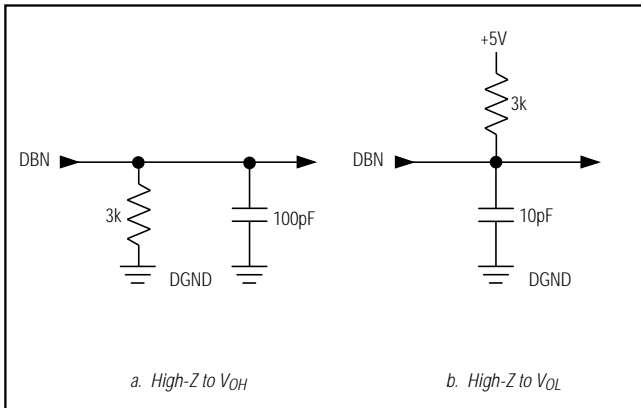 +5V
3k
DBN
DBN
3k
100pF
10pF
DGND
DGND
a. High-Z to VOH
b. High-Z to VOL